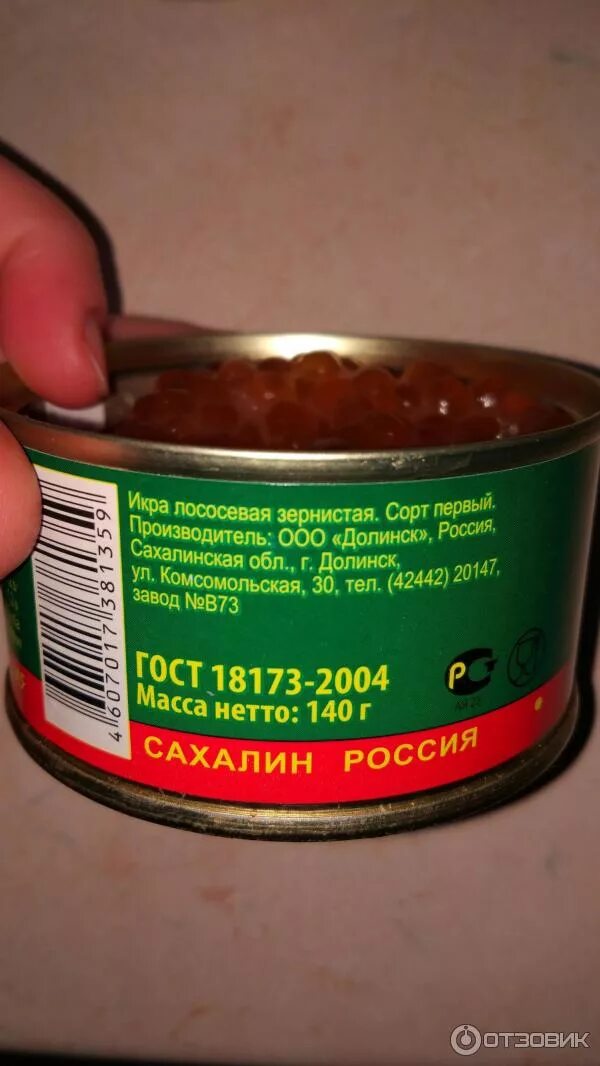 Икра лососевая зернистая. Сорт первый.
Производитель: ООО «Долинск», Россия,
Сахалинская обл., г. Долинск,
ул. Комсомольская, 30, тел. (42442) 20147,
завод №В73
ГОСТ 18173-2004
Масса нетто: 140 г
4607017381359
САХАЛИН РОССИЯ
ОТЗОВИК